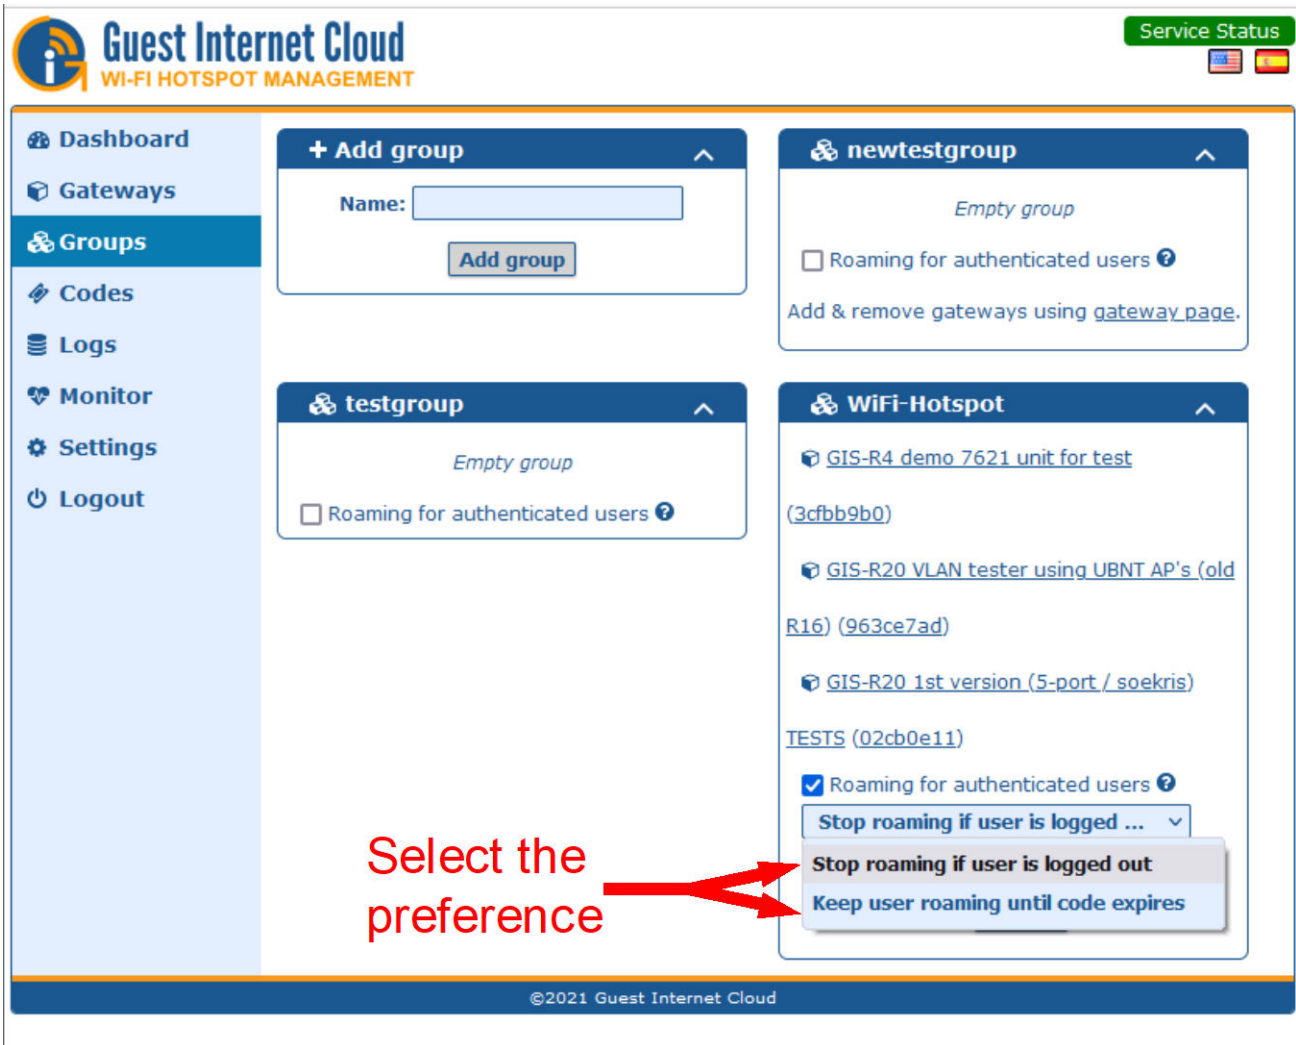 Guest Internet Cloud
WI-FI HOTSPOT MANAGEMENT
Service Status
Dashboard
Gateways
Groups
Codes
Logs
Monitor
Settings
Logout
+ Add group
Name:
Add group
newtestgroup
Empty group
Roaming for authenticated users ?
Add & remove gateways using gateway page.
testgroup
Empty group
Roaming for authenticated users ?
WiFi-Hotspot
GIS-R4 demo 7621 unit for test
(3cfbb9b0)
GIS-R20 VLAN tester using UBNT AP's (old
R16) (963ce7ad)
GIS-R20 1st version (5-port / soekris)
TESTS (02cb0e11)
Roaming for authenticated users ?
Stop roaming if user is logged ...
Stop roaming if user is logged out
Keep user roaming until code expires
Select the
preference
©2021 Guest Internet Cloud